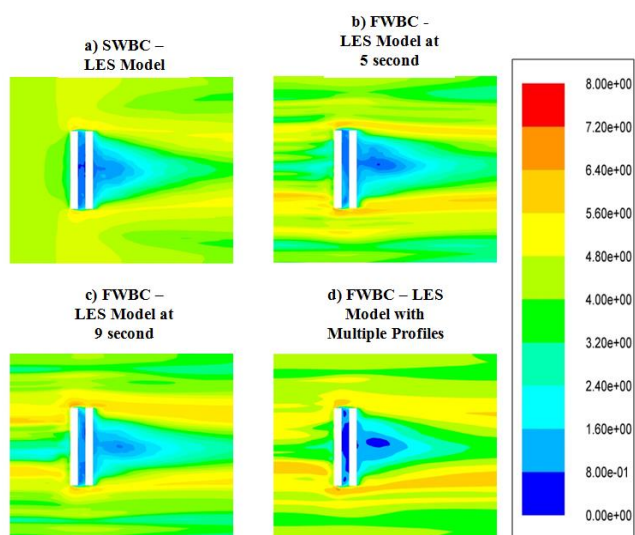 a) SWBC –
LES Model
b) FWBC -
LES Model at
5 second
c) FWBC –
LES Model at
9 second
d) FWBC – LES
Model with
Multiple Profiles
8.00e+00
7.20e+00
6.40e+00
5.60e+00
4.80e+00
4.00e+00
3.20e+00
2.40e+00
1.60e+00
8.00e-01
0.00e+00